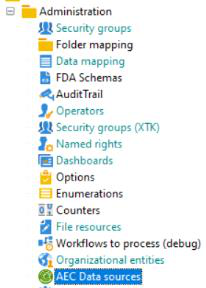 Administration
Security groups
Folder mapping
Data mapping
FDA Schemas
AuditTrail
Operators
Security groups (XTK)
Named rights
Dashboards
Options
Enumerations
Counters
File resources
Workflows to process (debug)
Organizational entities
AEC Data sources